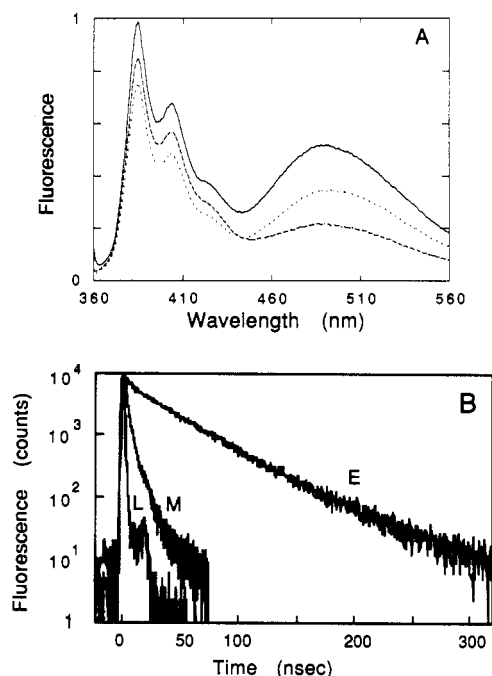 A
1
Fluorescence
0
360 410 460 510 560
Wavelength (nm)
B
10^4
10^3
10^2
10^1
1
Fluorescence (counts)
E
L M
0 50 100 200 300
Time (nsec)